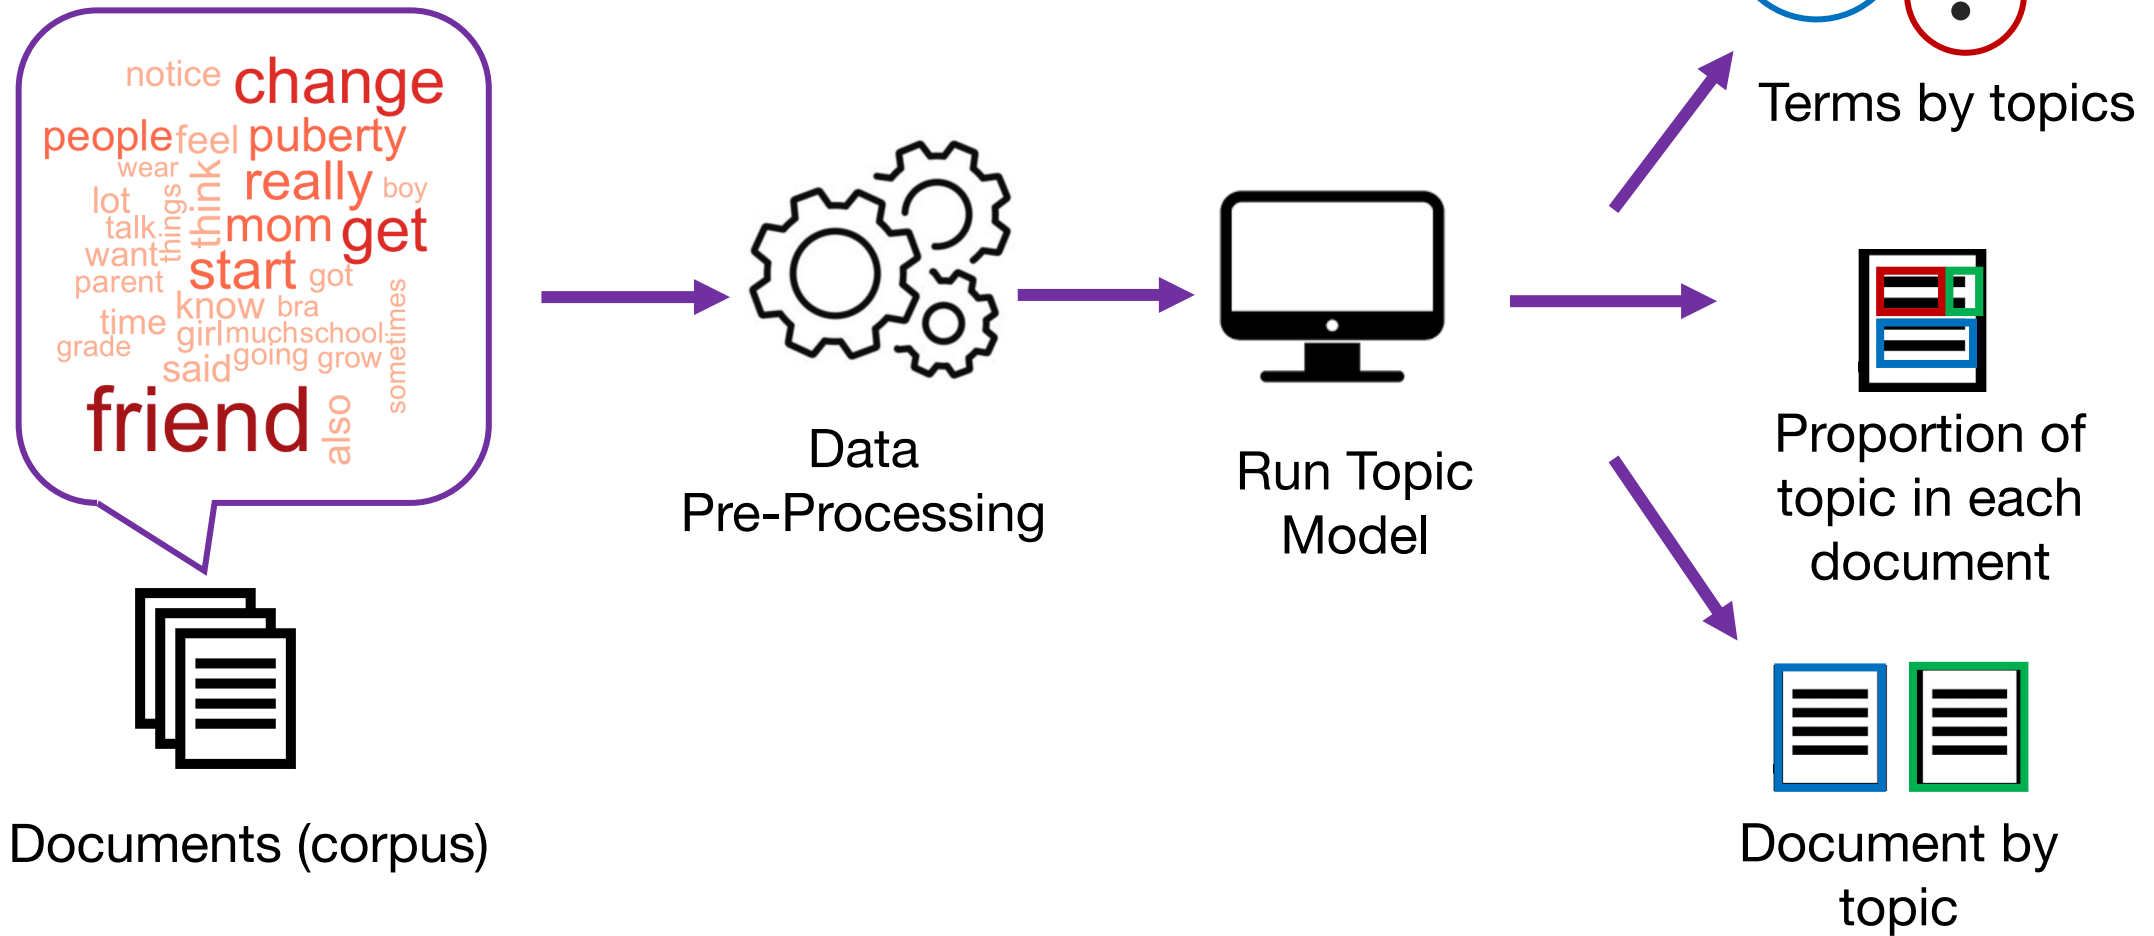 notice change
people feel puberty
wear
really boy
lot
things
think
talk
mom get
want
start got
parent
know bra
time
girl much school
sometimes
grade
said going grow
friend also
Documents (corpus)
Data
Pre-Processing
Run Topic
Model
Terms by topics
Proportion of
topic in each
document
Document by
topic